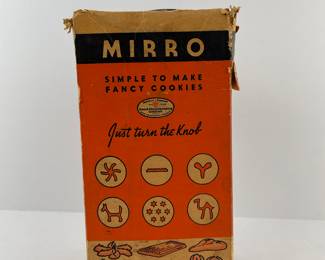 MIRRO
SIMPLE TO MAKE
FANCY COOKIES
Just turn the Knob